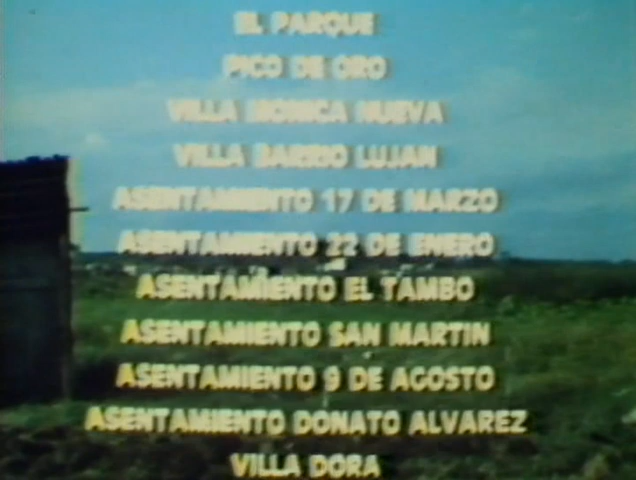 EL PARQUE
PICO DE ORO
VILLA MONICA NUEVA
VILLA BARRIO LUJAN
ASENTAMIENTO 17 DE MARZO
ASENTAMIENTO 22 DE ENERO
ASENTAMIENTO EL TAMBO
ASENTAMIENTO SAN MARTIN
ASENTAMIENTO 9 DE AGOSTO
ASENTAMIENTO DONATO ALVAREZ
VILLA DORA